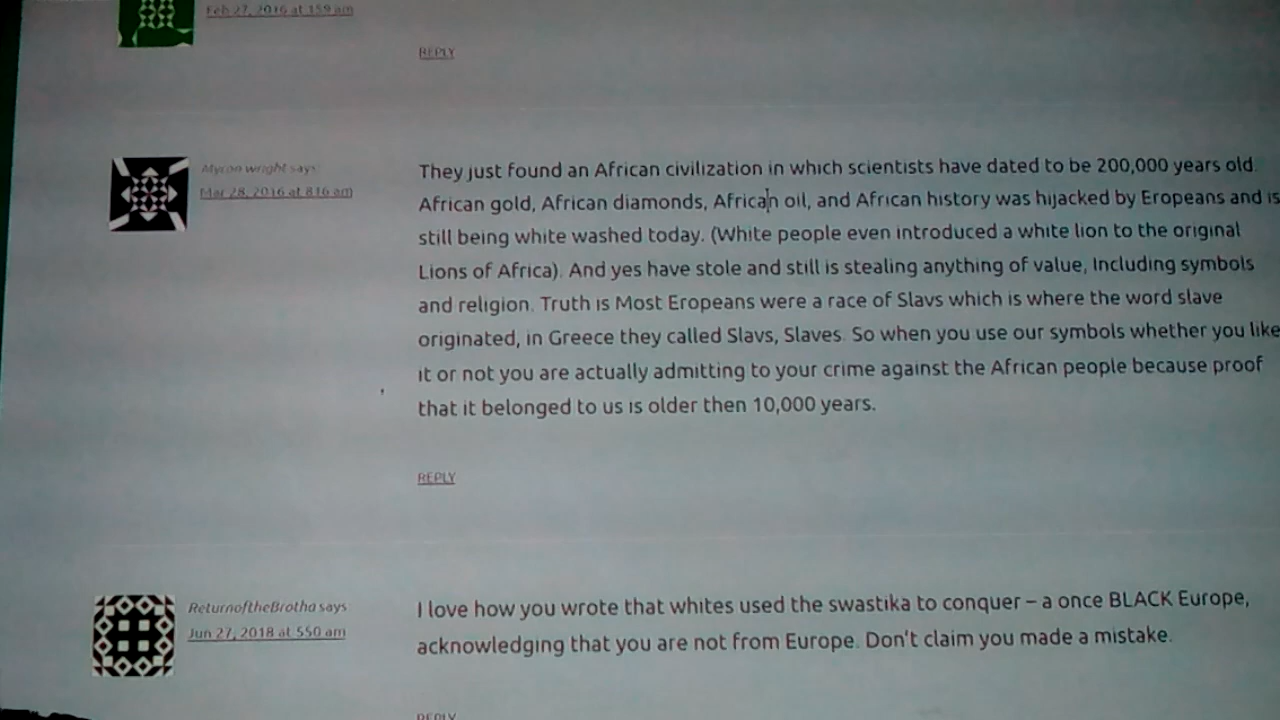 Feb 27, 2016 at 1:59 am
REPLY
Myron wright says
Mar 28, 2016 at 8:16 am
They just found an African civilization in which scientists have dated to be 200,000 years old.
African gold, African diamonds, African oil, and African history was hijacked by Eropeans and is
still being white washed today. (White people even introduced a white lion to the original
Lions of Africa). And yes have stole and still is stealing anything of value, Including symbols
and religion. Truth is Most Eropeans were a race of Slavs which is where the word slave
originated, in Greece they called Slavs, Slaves. So when you use our symbols whether you like
it or not you are actually admitting to your crime against the African people because proof
that it belonged to us is older then 10,000 years.
REPLY
ReturnoftheBrotha says
Jun 27, 2018 at 5:50 am
I love how you wrote that whites used the swastika to conquer – a once BLACK Europe,
acknowledging that you are not from Europe. Don't claim you made a mistake.
REPLY